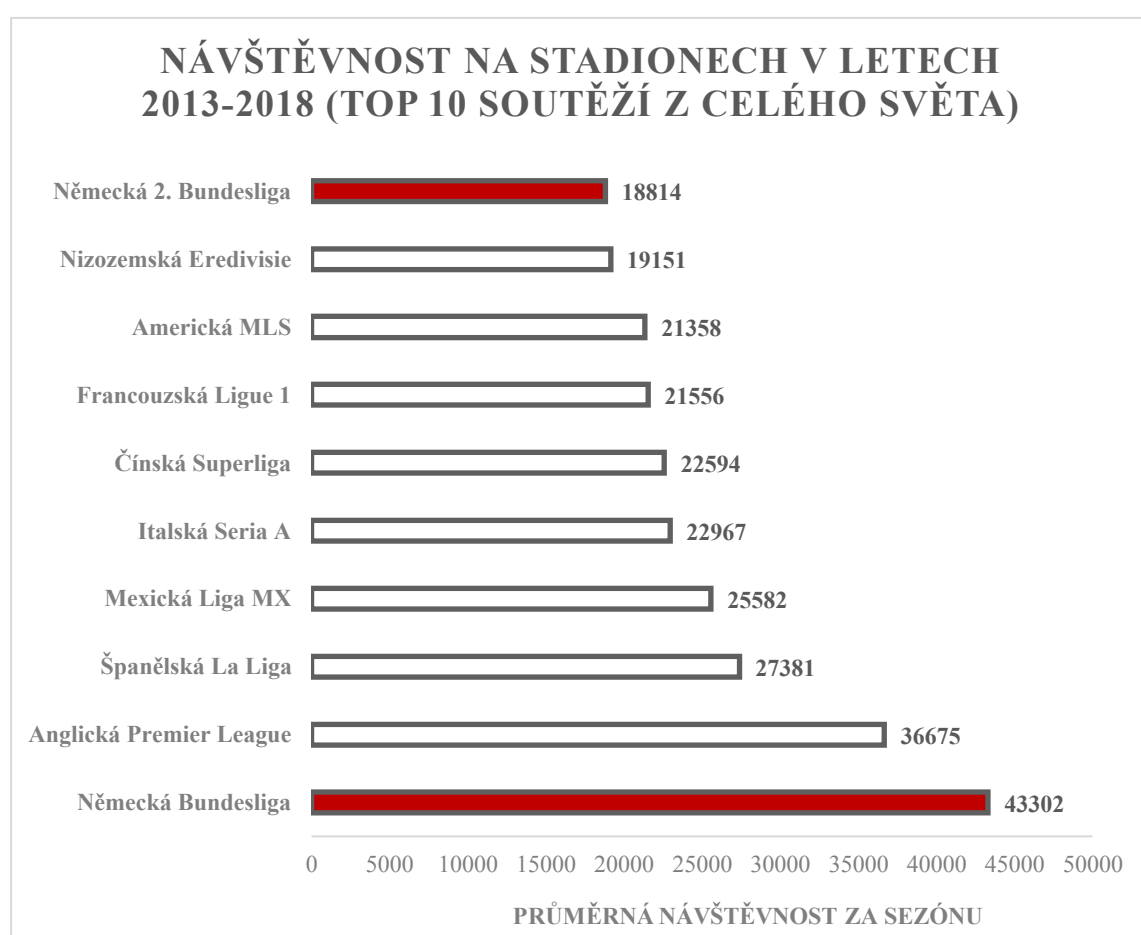 NÁVŠTĚVNOST NA STADIONECH V LETECH
2013-2018 (TOP 10 SOUTĚŽÍ Z CELÉHO SVĚTA)
Německá 2. Bundesliga 18814
Nizozemská Eredivisie 19151
Americká MLS 21358
Francouzská Ligue 1 21556
Čínská Superliga 22594
Italská Seria A 22967
Mexická Liga MX 25582
Španělská La Liga 27381
Anglická Premier League 36675
Německá Bundesliga 43302
0 5000 10000 15000 20000 25000 30000 35000 40000 45000 50000
PRŮMĚRNÁ NÁVŠTĚVNOST ZA SEZÓNU